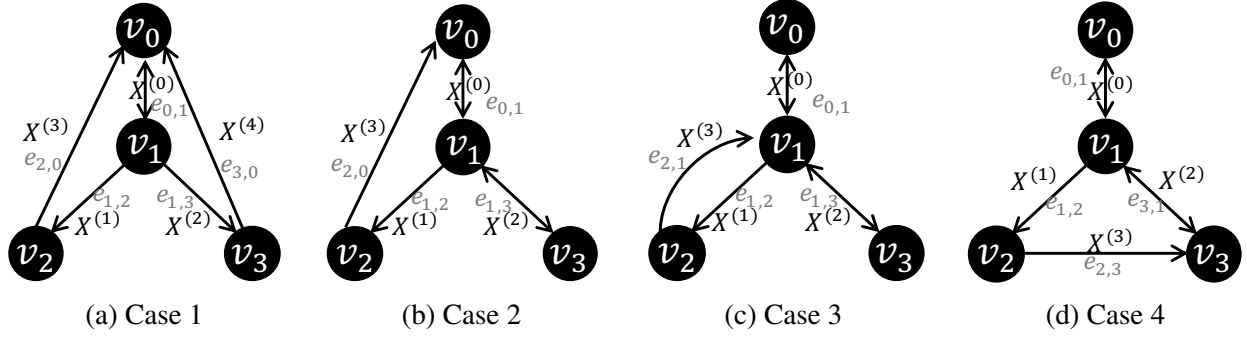 v₀
X⁽⁰⁾
e₀,₁
X⁽³⁾
X⁽⁴⁾
e₂,₀
v₁
e₃,₀
e₁,₂
e₁,₃
X⁽¹⁾
X⁽²⁾
v₂
v₃
(a) Case 1
v₀
X⁽⁰⁾
e₀,₁
X⁽³⁾
e₂,₀
v₁
e₁,₂
e₁,₃
X⁽¹⁾
X⁽²⁾
v₂
v₃
(b) Case 2
v₀
X⁽⁰⁾
e₀,₁
X⁽³⁾
e₂,₁
v₁
e₁,₂
e₁,₃
X⁽¹⁾
X⁽²⁾
v₂
v₃
(c) Case 3
v₀
e₀,₁
X⁽⁰⁾
v₁
X⁽¹⁾
X⁽²⁾
e₁,₂
e₃,₁
X⁽³⁾
v₂
v₃
e₂,₃
(d) Case 4